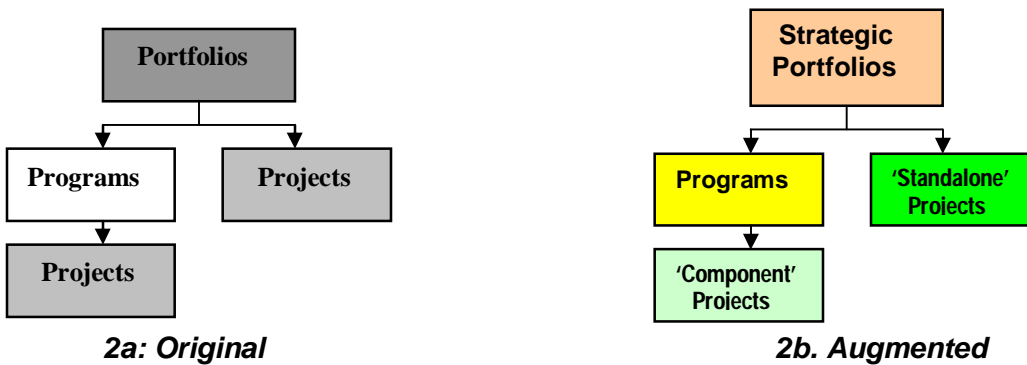 Portfolios
Programs
Projects
Projects
2a: Original
Strategic
Portfolios
Programs
‘Standalone’
Projects
‘Component’
Projects
2b. Augmented